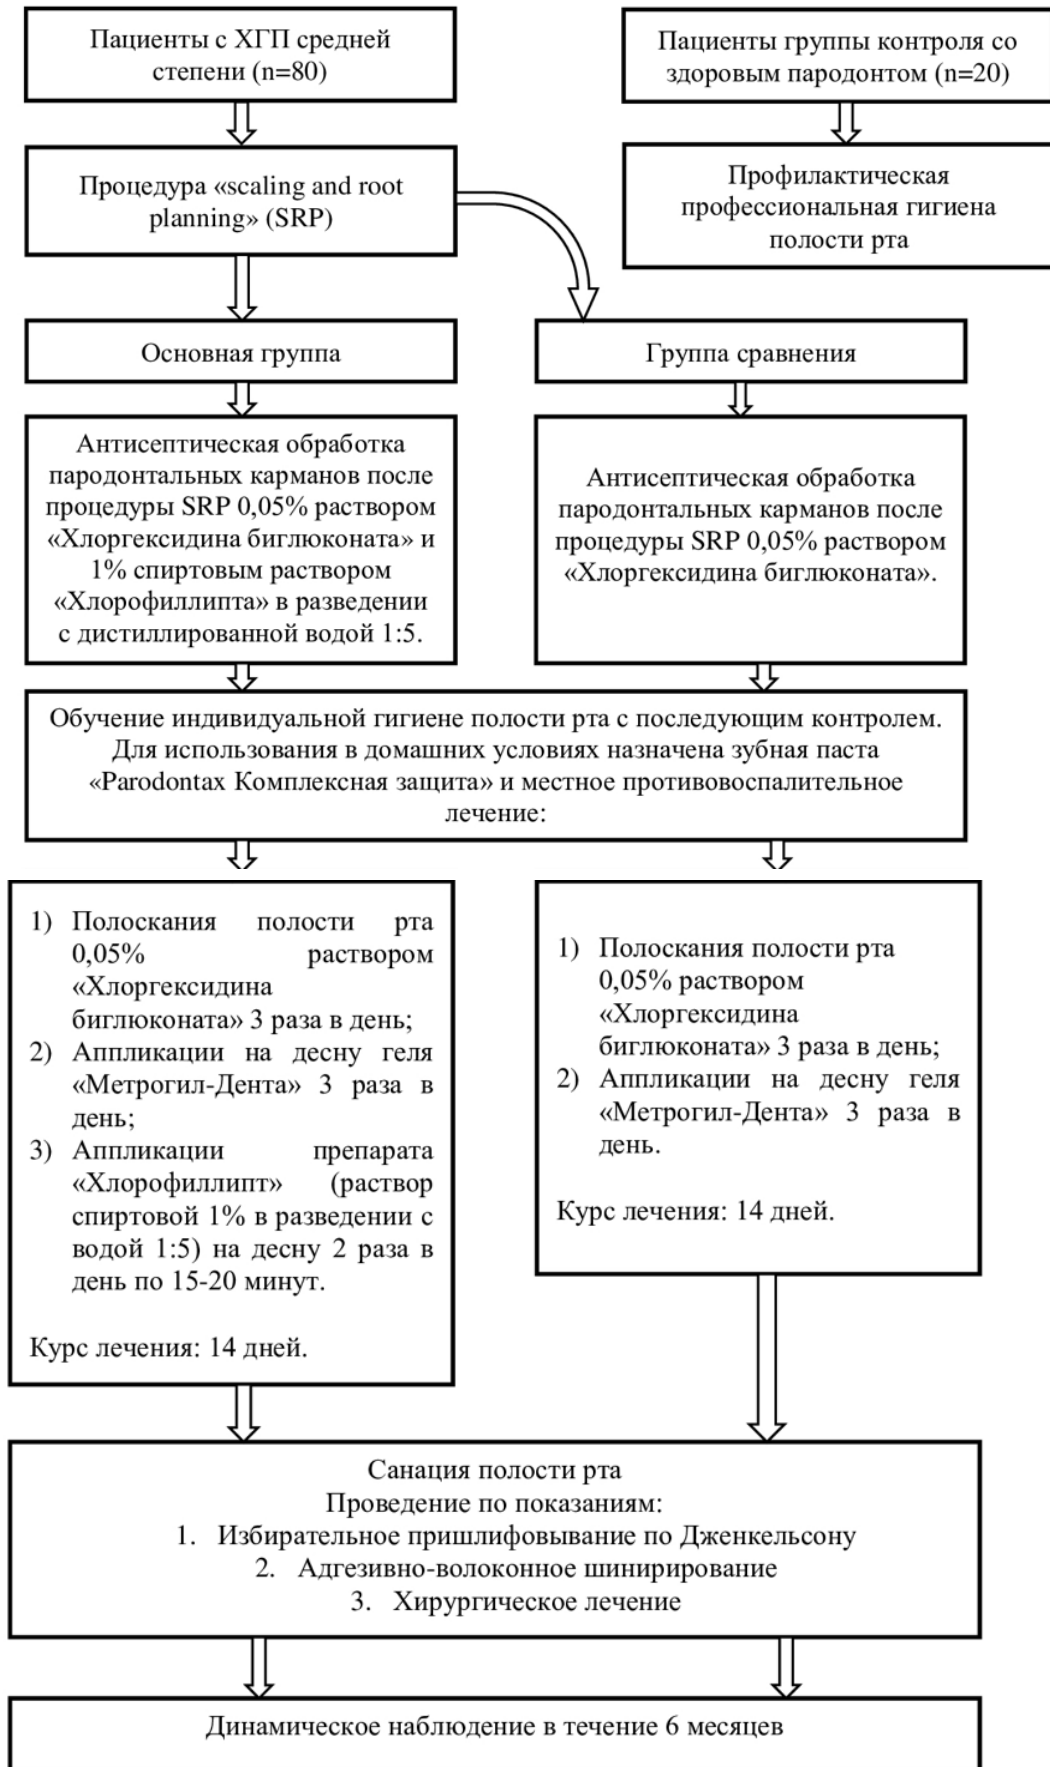 Пациенты с ХГП средней
степени (n=80)
Пациенты группы контроля со
здоровым пародонтом (n=20)
Процедура «scaling and root
planning» (SRP)
Профилактическая
профессиональная гигиена
полости рта
Основная группа
Группа сравнения
Антисептическая обработка
пародонтальных карманов после
процедуры SRP 0,05% раствором
«Хлоргексидина биглюконата» и
1% спиртовым раствором
«Хлорофиллипта» в разведении
с дистиллированной водой 1:5.
Антисептическая обработка
пародонтальных карманов после
процедуры SRP 0,05% раствором
«Хлоргексидина биглюконата».
Обучение индивидуальной гигиене полости рта с последующим контролем.
Для использования в домашних условиях назначена зубная паста
«Parodontax Комплексная защита» и местное противовоспалительное
лечение:
1) Полоскания полости рта
0,05% раствором
«Хлоргексидина
биглюконата» 3 раза в день;
2) Аппликации на десну геля
«Метрогил-Дента» 3 раза в
день;
3) Аппликации препарата
«Хлорофиллипт» (раствор
спиртовой 1% в разведении с
водой 1:5) на десну 2 раза в
день по 15-20 минут.
Курс лечения: 14 дней.
1) Полоскания полости рта
0,05% раствором
«Хлоргексидина
биглюконата» 3 раза в день;
2) Аппликации на десну геля
«Метрогил-Дента» 3 раза в
день.
Курс лечения: 14 дней.
Санация полости рта
Проведение по показаниям:
1. Избирательное пришлифовывание по Дженкельсону
2. Адгезивно-волоконное шинирирование
3. Хирургическое лечение
Динамическое наблюдение в течение 6 месяцев